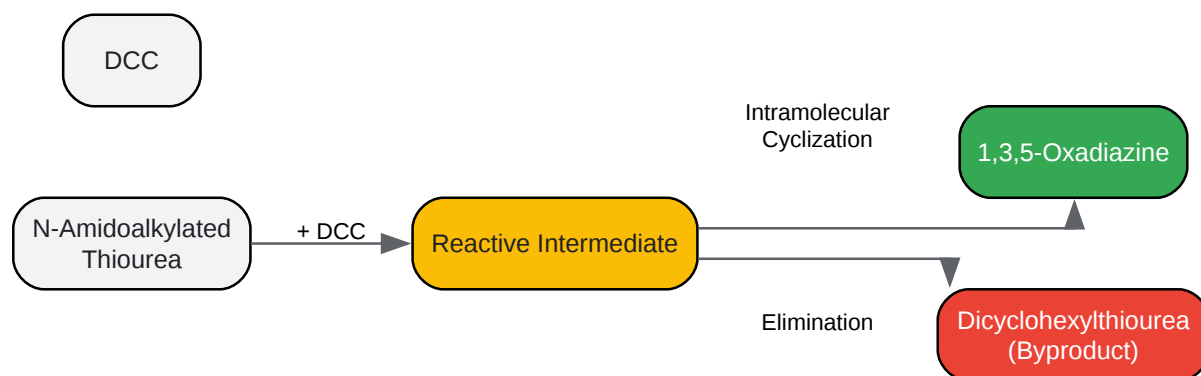 DCC
Intramolecular
Cyclization
1,3,5-Oxadiazine
N-Amidoalkylated
Thiourea
+ DCC
Reactive Intermediate
Elimination
Dicyclohexylthiourea
(Byproduct)